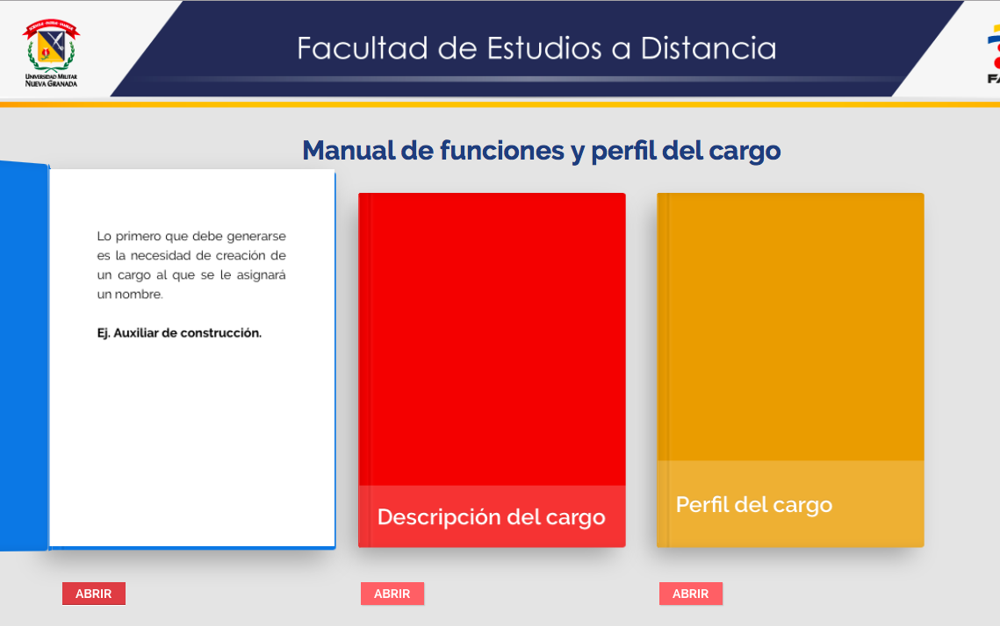 UNIVERSIDAD MILITAR
NUEVA GRANADA
Facultad de Estudios a Distancia
Manual de funciones y perfil del cargo
Lo primero que debe generarse
es la necesidad de creación de
un cargo al que se le asignará
un nombre.
Ej. Auxiliar de construcción.
Descripción del cargo
Perfil del cargo
ABRIR
ABRIR
ABRIR